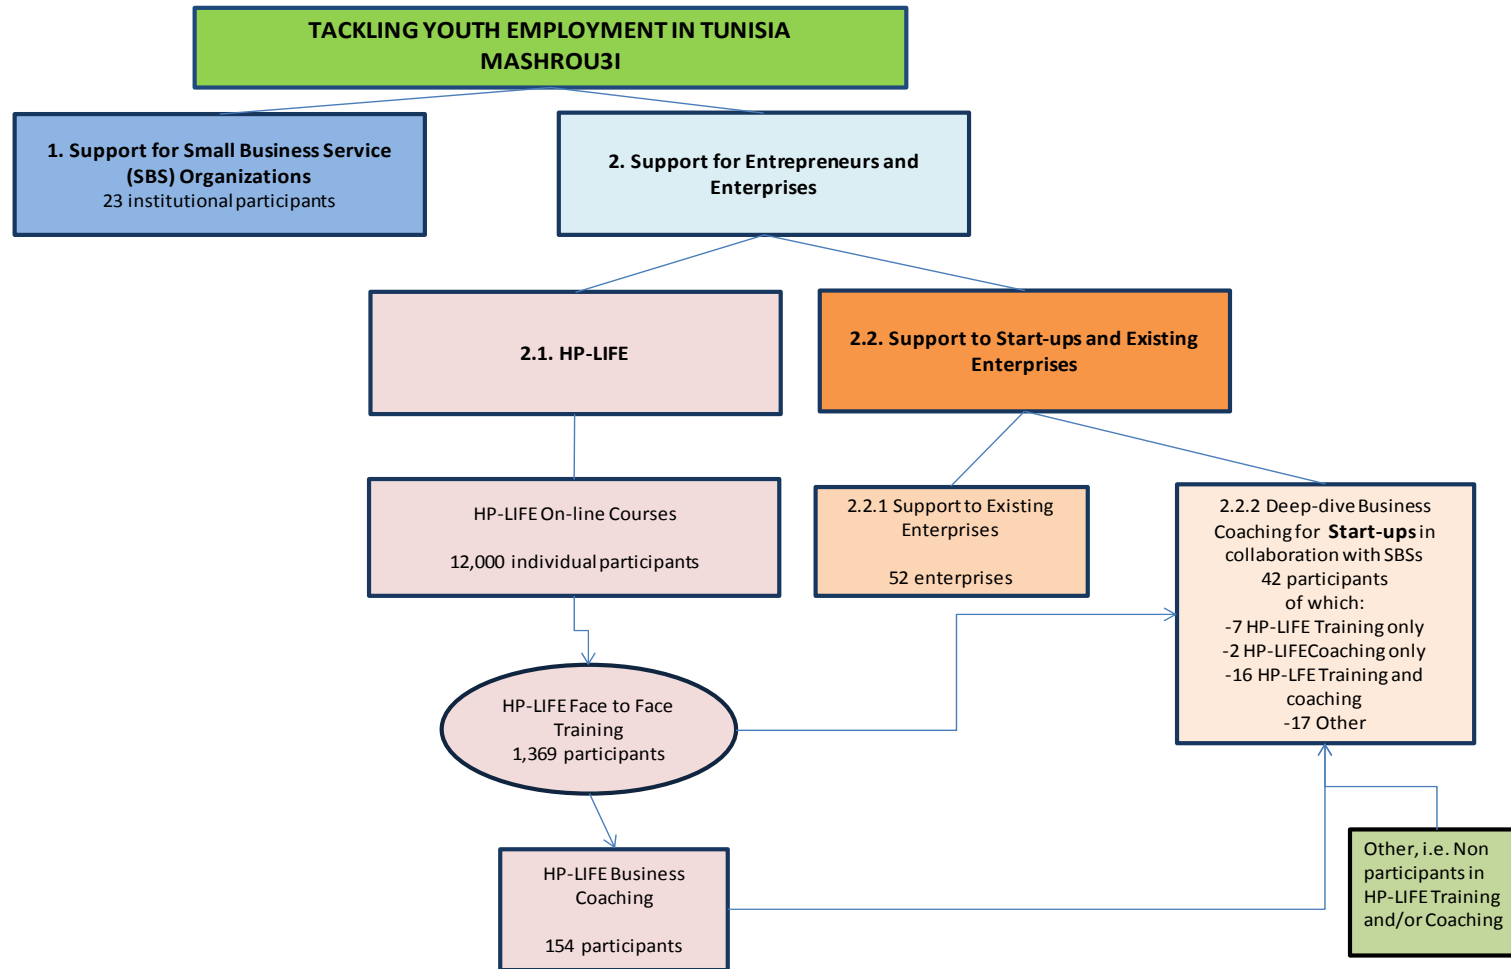 TACKLING YOUTH EMPLOYMENT IN TUNISIA
MASHROU3I
1. Support for Small Business Service
(SBS) Organizations
23 institutional participants
2. Support for Entrepreneurs and
Enterprises
2.1. HP-LIFE
2.2. Support to Start-ups and Existing
Enterprises
HP-LIFE On-line Courses
12,000 individual participants
2.2.1 Support to Existing
Enterprises
52 enterprises
2.2.2 Deep-dive Business
Coaching for Start-ups in
collaboration with SBSs
42 participants
of which:
-7 HP-LIFE Training only
-2 HP-LIFE Coaching only
-16 HP-LFE Training and
coaching
-17 Other
HP-LIFE Face to Face
Training
1,369 participants
HP-LIFE Business
Coaching
154 participants
Other, i.e. Non
participants in
HP-LIFE Training
and/or Coaching